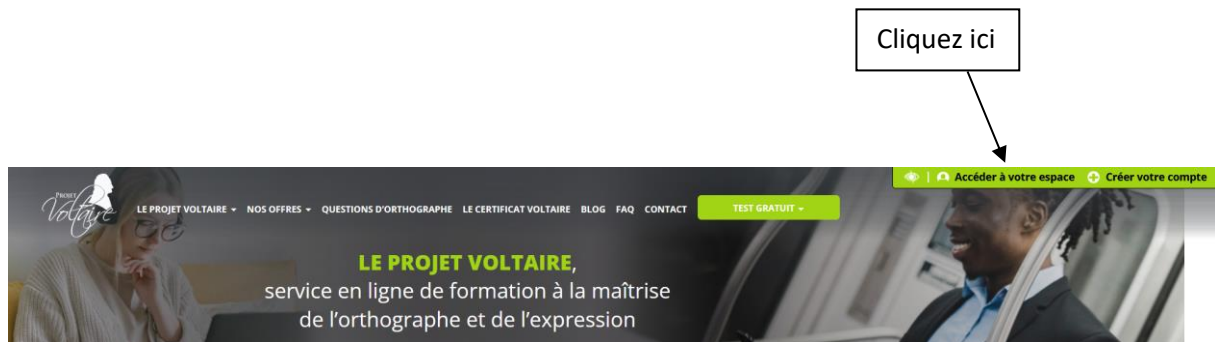 Cliquez ici
Accéder à votre espace
Créer votre compte
PROJET
Voltaire
LE PROJET VOLTAIRE
NOS OFFRES
QUESTIONS D'ORTHOGRAPHE
LE CERTIFICAT VOLTAIRE
BLOG
FAQ
CONTACT
TEST GRATUIT
LE PROJET VOLTAIRE,
service en ligne de formation à la maîtrise
de l'orthographe et de l'expression